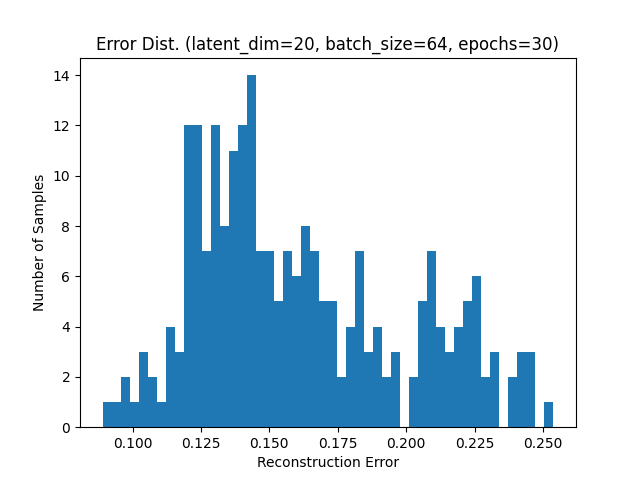 Error Dist. (latent_dim=20, batch_size=64, epochs=30)
14
12
10
8
6
4
2
0
Number of Samples
0.100 0.125 0.150 0.175 0.200 0.225 0.250
Reconstruction Error